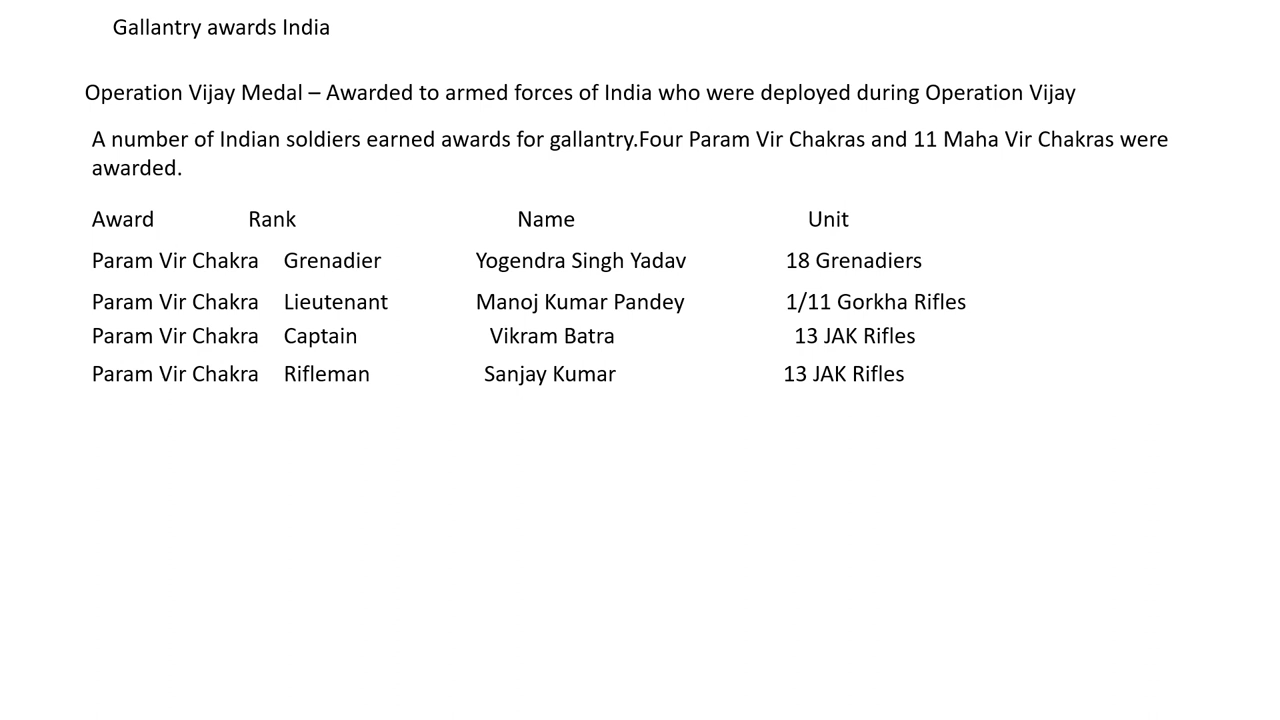 Gallantry awards India
Operation Vijay Medal – Awarded to armed forces of India who were deployed during Operation Vijay
A number of Indian soldiers earned awards for gallantry.Four Param Vir Chakras and 11 Maha Vir Chakras were
awarded.
Award Rank Name Unit
Param Vir Chakra Grenadier Yogendra Singh Yadav 18 Grenadiers
Param Vir Chakra Lieutenant Manoj Kumar Pandey 1/11 Gorkha Rifles
Param Vir Chakra Captain Vikram Batra 13 JAK Rifles
Param Vir Chakra Rifleman Sanjay Kumar 13 JAK Rifles